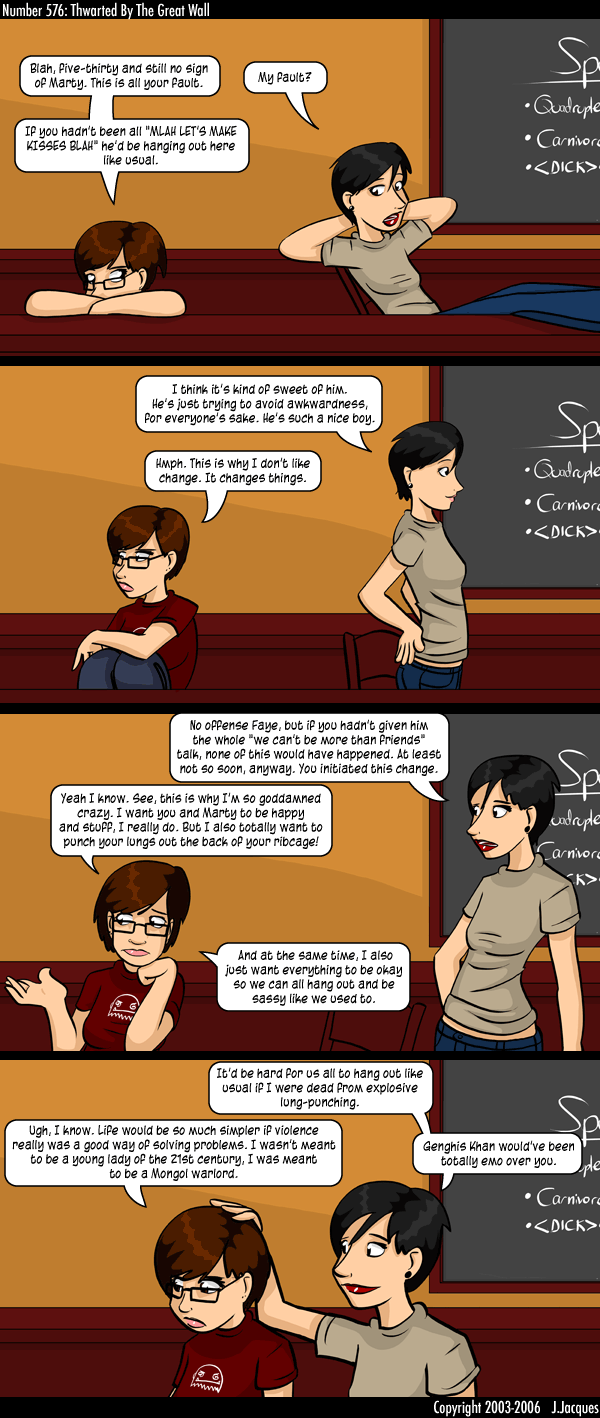 Number 576: Thwarted By The Great Wall
Blah, five-thirty and still no sign
of Marty. This is all your fault.
My fault?
If you hadn't been all "MLAH LET'S MAKE
KISSES BLAH" he'd be hanging out here
like usual.
Sp
• Quadruple
• Carnivor
• <DICK>
I think it's kind of sweet of him.
He's just trying to avoid awkwardness,
for everyone's sake. He's such a nice boy.
Hmph. This is why I don't like
change. It changes things.
Sp
• Quadruple
• Carnivor
• <DICK>
No offense Faye, but if you hadn't given him
the whole "we can't be more than friends"
talk, none of this would have happened. At least
not so soon, anyway. You initiated this change.
Yeah I know. See, this is why I'm so goddamned
crazy. I want you and Marty to be happy
and stuff, I really do. But I also totally want to
punch your lungs out the back of your ribcage!
And at the same time, I also
just want everything to be okay
so we can all hang out and be
sassy like we used to.
Sp
uadruple
Carnivor
CK>
It'd be hard for us all to hang out like
usual if I were dead from explosive
lung-punching.
Ugh, I know. Life would be so much simpler if violence
really was a good way of solving problems. I wasn't meant
to be a young lady of the 21st century, I was meant
to be a Mongol warlord.
Genghis Khan would've been
totally emo over you.
Sp
• Carnivor
• <DICK>
Copyright 2003-2006 J.Jacques